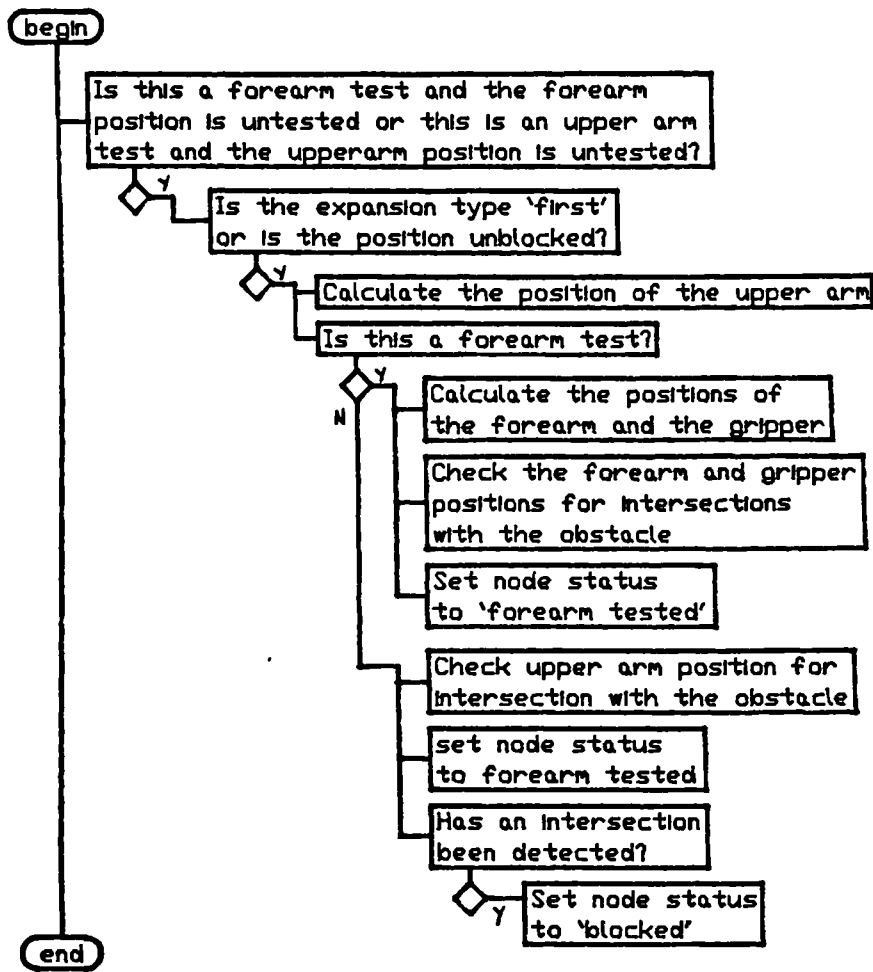 begin
Is this a forearm test and the forearm
position is untested or this is an upper arm
test and the upperarm position is untested?
Y
Is the expansion type 'first'
or is the position unblocked?
Y
Calculate the position of the upper arm
Is this a forearm test?
Y
N
Calculate the positions of
the forearm and the gripper
Check the forearm and gripper
positions for intersections
with the obstacle
Set node status
to 'forearm tested'
Check upper arm position for
intersection with the obstacle
set node status
to forearm tested
Has an intersection
been detected?
Y
Set node status
to 'blocked'
end